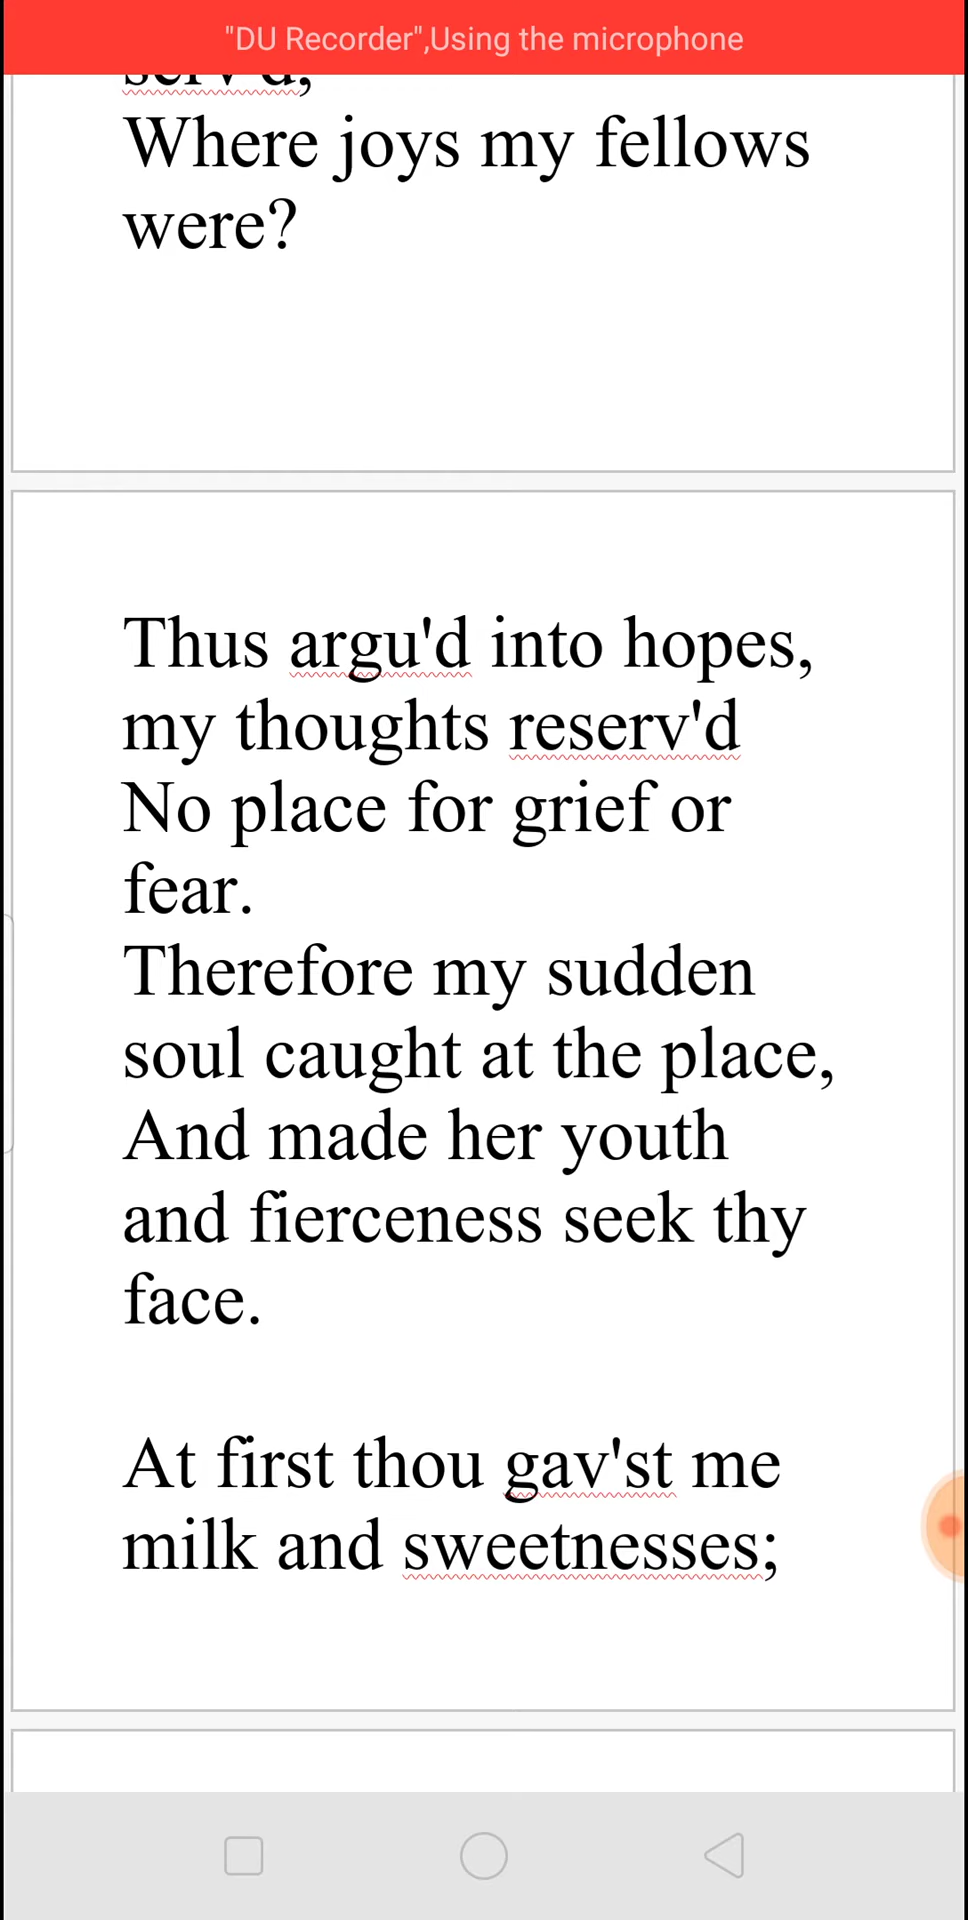 "DU Recorder",Using the microphone
serv'd,
Where joys my fellows
were?
Thus argu'd into hopes,
my thoughts reserv'd
No place for grief or
fear.
Therefore my sudden
soul caught at the place,
And made her youth
and fierceness seek thy
face.
At first thou gav'st me
milk and sweetnesses;